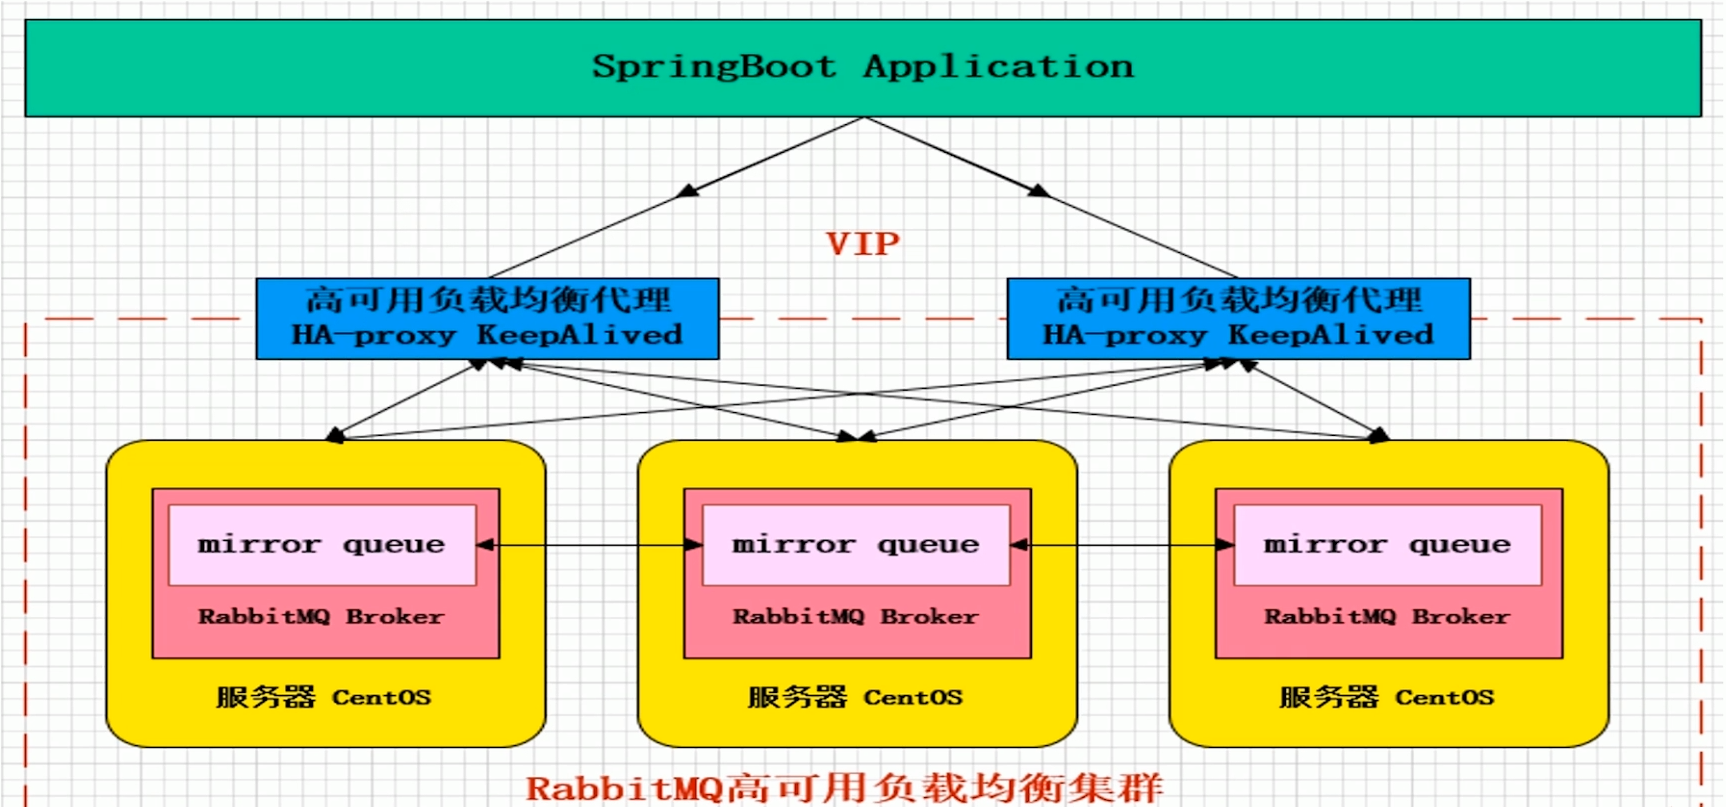 SpringBoot Application
VIP
高可用负载均衡代理
HA-proxy KeepAlived
高可用负载均衡代理
HA-proxy KeepAlived
mirror queue
RabbitMQ Broker
服务器 CentOS
mirror queue
RabbitMQ Broker
服务器 CentOS
mirror queue
RabbitMQ Broker
服务器 CentOS
RabbitMQ高可用负载均衡集群